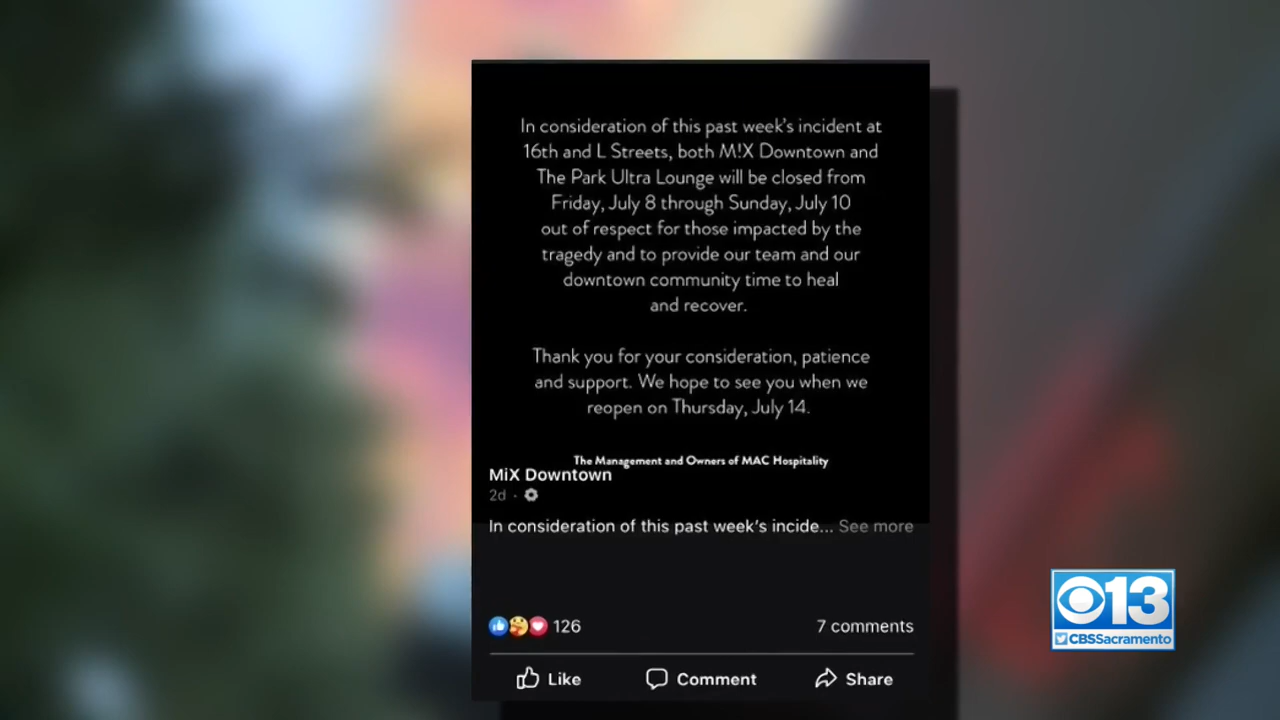 In consideration of this past week's incident at
16th and L Streets, both M!X Downtown and
The Park Ultra Lounge will be closed from
Friday, July 8 through Sunday, July 10
out of respect for those impacted by the
tragedy and to provide our team and our
downtown community time to heal
and recover.
Thank you for your consideration, patience
and support. We hope to see you when we
reopen on Thursday, July 14.
The Management and Owners of MAC Hospitality
MiX Downtown
2d ·
In consideration of this past week's incide... See more
126
7 comments
Like
Comment
Share
13
CBSSacramento